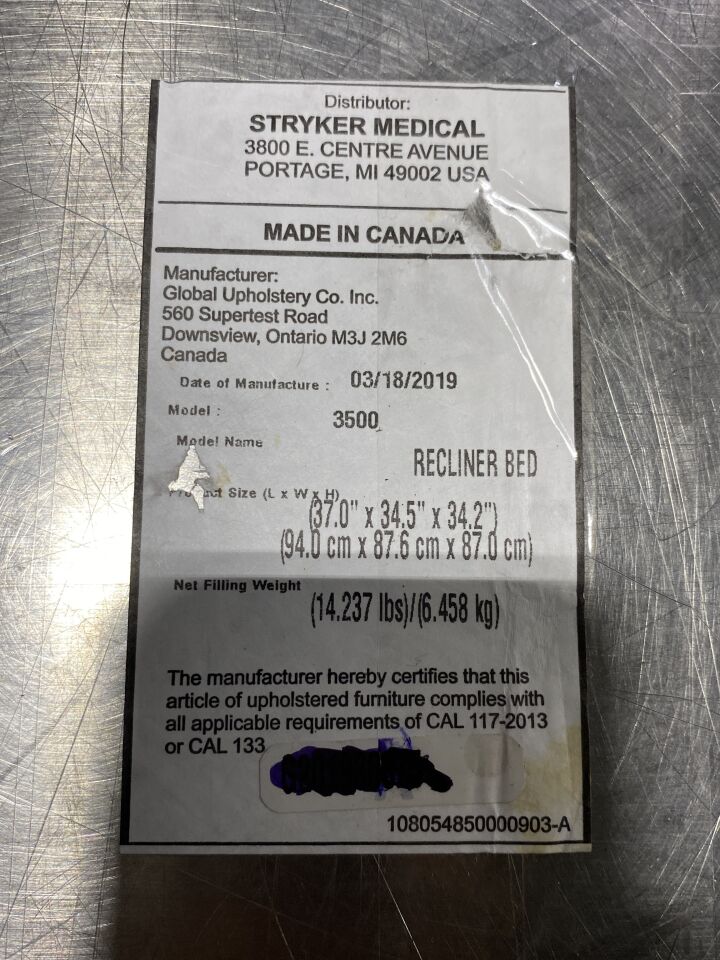 Distributor:
STRYKER MEDICAL
3800 E. CENTRE AVENUE
PORTAGE, MI 49002 USA
MADE IN CANADA
Manufacturer:
Global Upholstery Co. Inc.
560 Supertest Road
Downsview, Ontario M3J 2M6
Canada
Date of Manufacture : 03/18/2019
Model : 3500
Model Name
RECLINER BED
Product Size (L x W x H)
(37.0" x 34.5" x 34.2")
(94.0 cm x 87.6 cm x 87.0 cm)
Net Filling Weight
(14.237 lbs)/(6.458 kg)
The manufacturer hereby certifies that this
article of upholstered furniture complies with
all applicable requirements of CAL 117-2013
or CAL 133
108054850000903-A